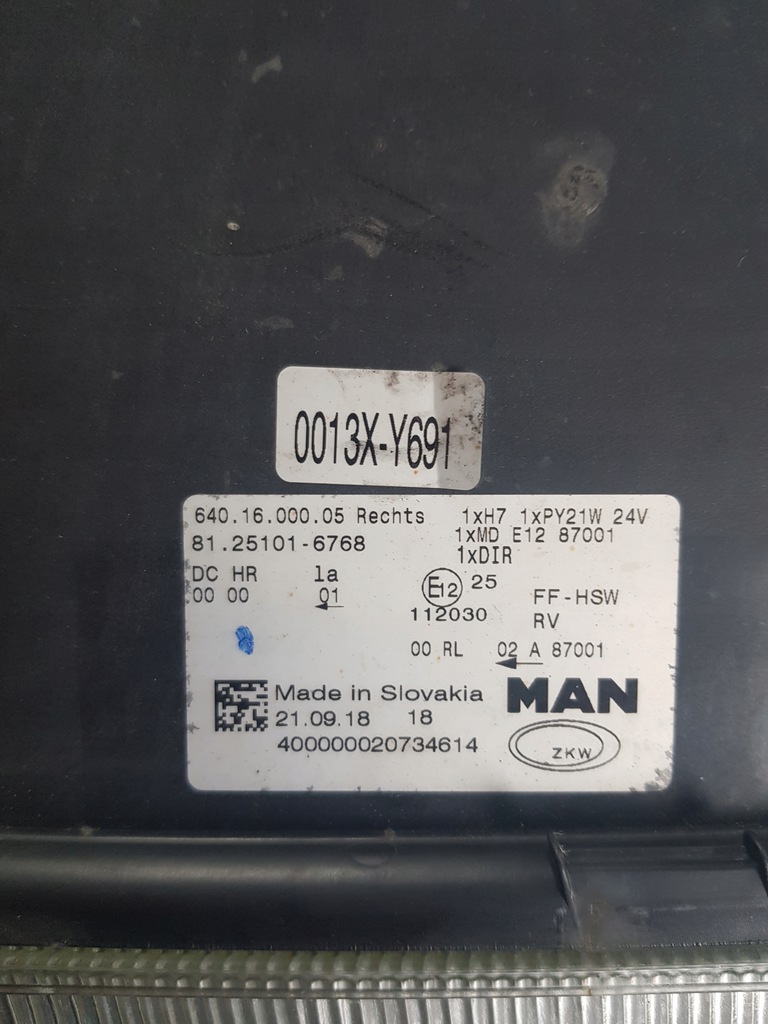 0013X-Y691
640.16.000.05 Rechts 1xH7 1xPY21W 24V
81.25101-6768 1xMD E12 87001
1xDIR
DC HR 1a E12 25
00 00 01 112030 FF-HSW
RV
00 RL 02 A 87001
Made in Slovakia MAN
21.09.18 18
400000020734614 ZKW